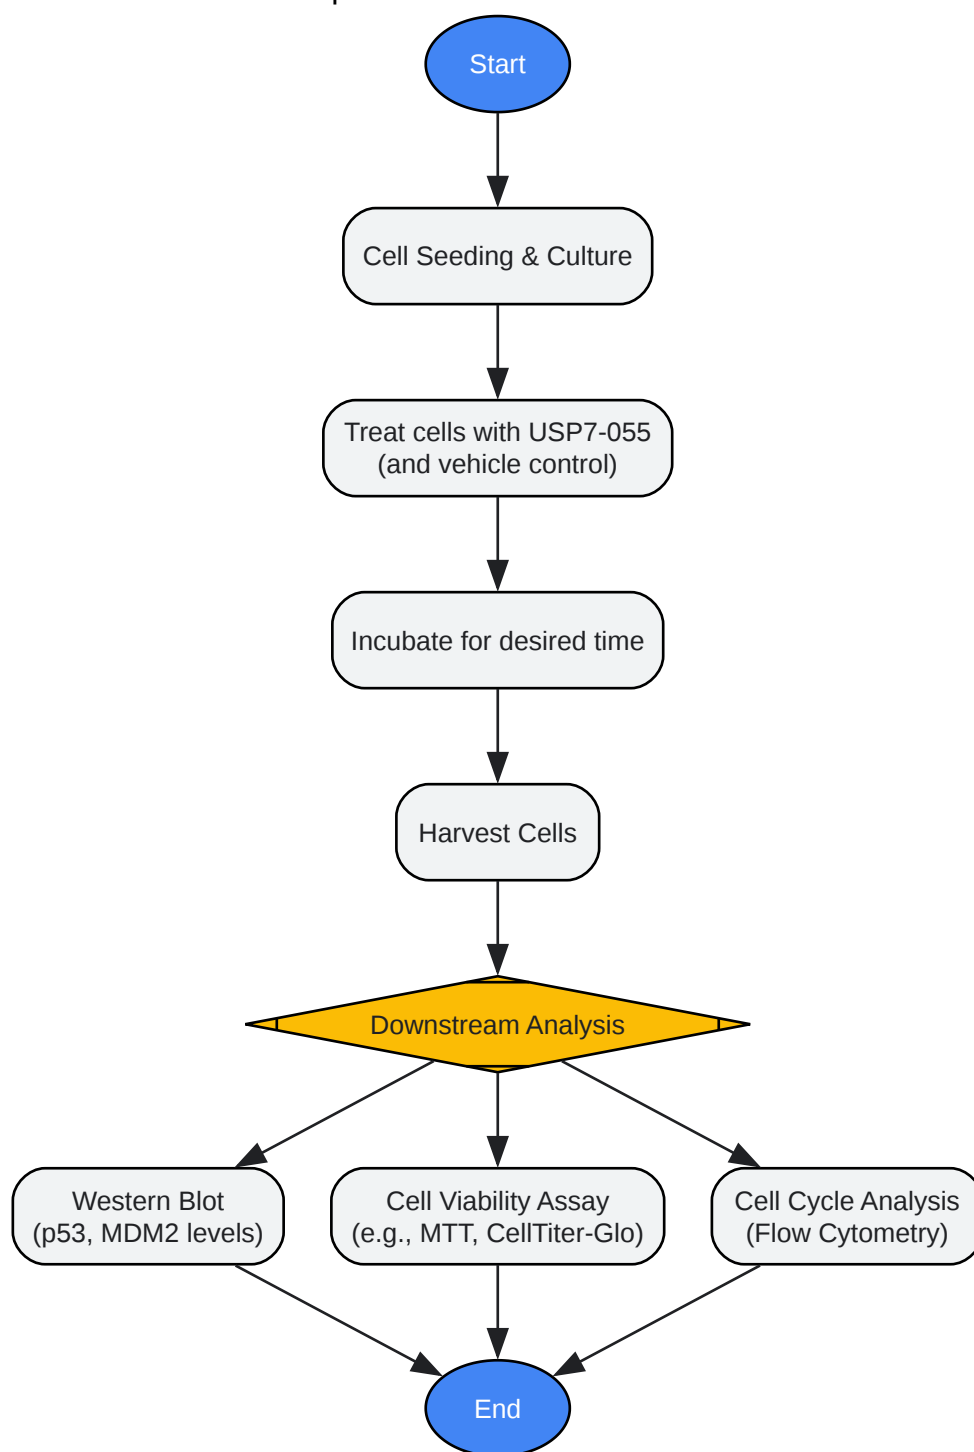 Start
Cell Seeding & Culture
Treat cells with USP7-055
(and vehicle control)
Incubate for desired time
Harvest Cells
Downstream Analysis
Western Blot
(p53, MDM2 levels)
Cell Viability Assay
(e.g., MTT, CellTiter-Glo)
Cell Cycle Analysis
(Flow Cytometry)
End